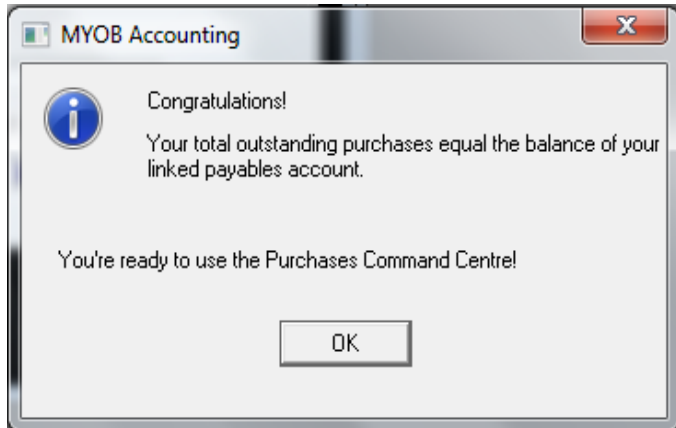 MYOB Accounting
Congratulations!
Your total outstanding purchases equal the balance of your
linked payables account.
You're ready to use the Purchases Command Centre!
OK